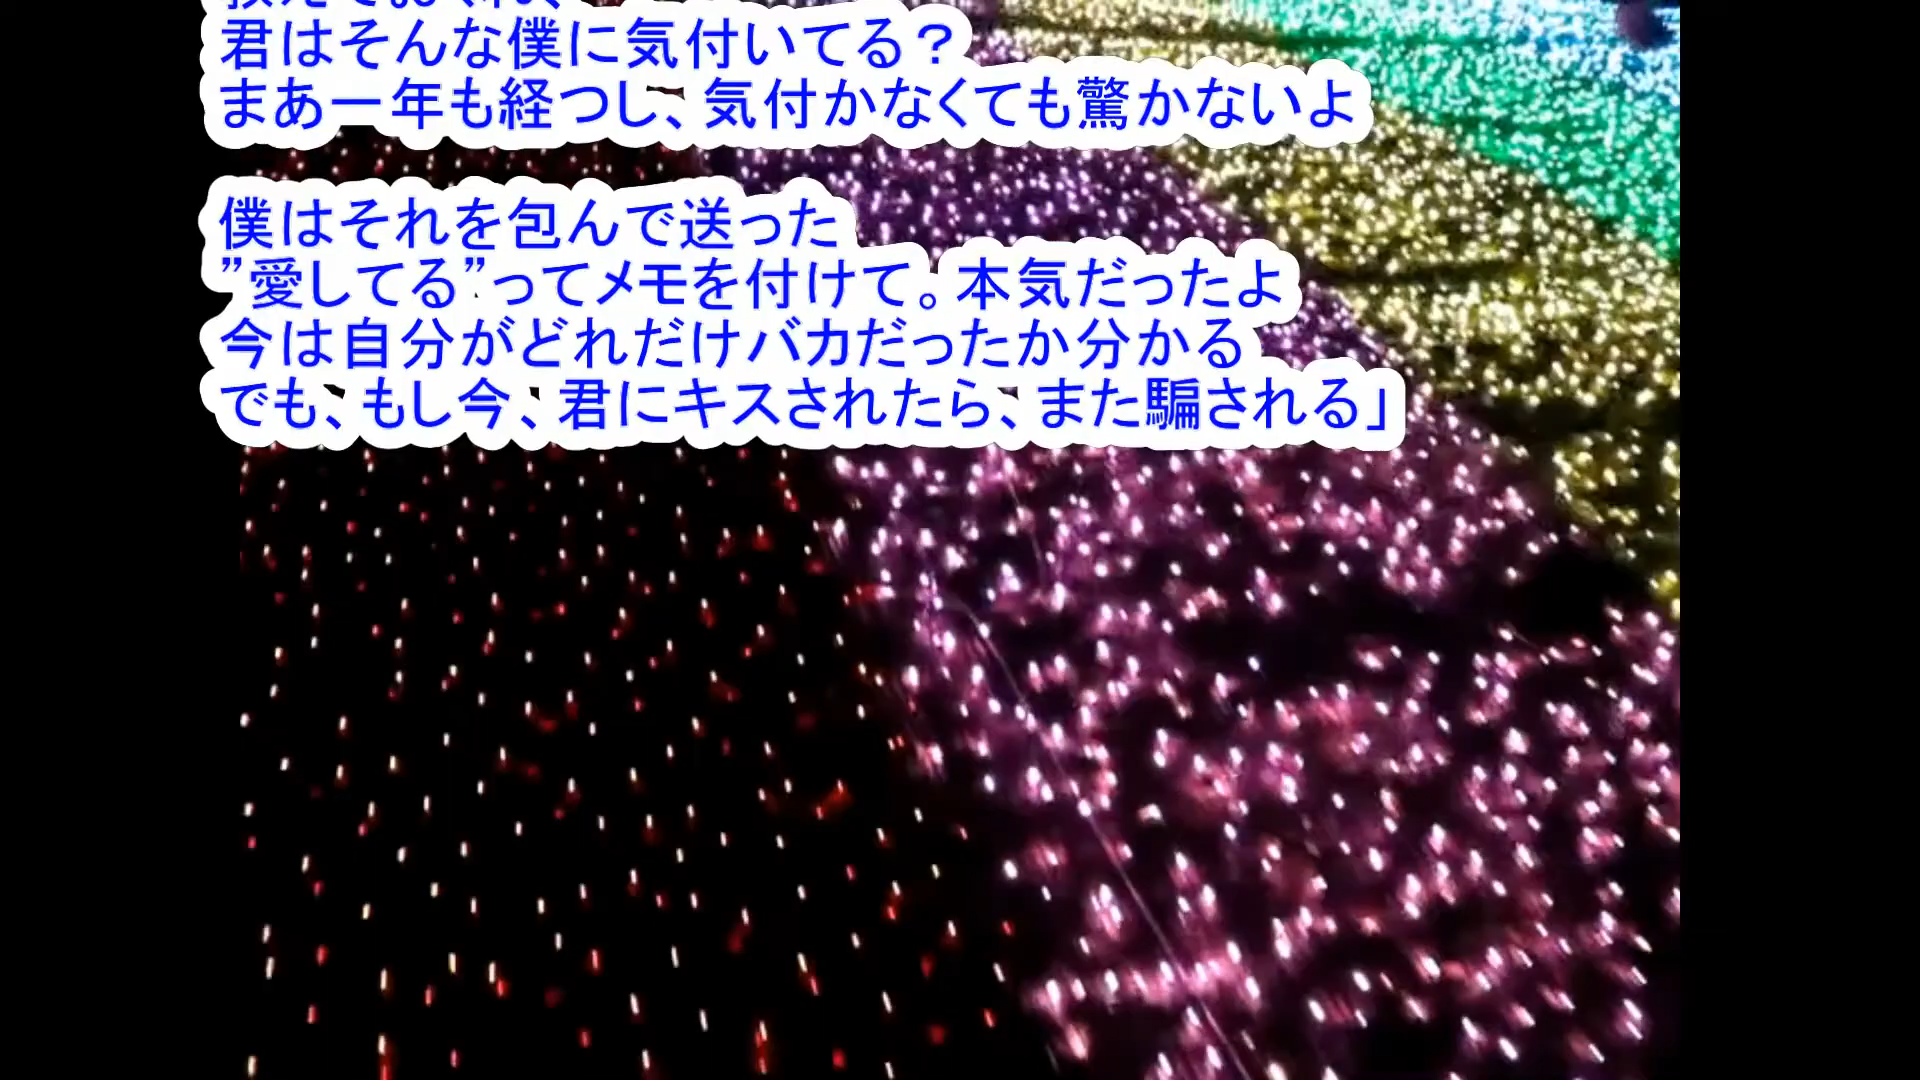 君はそんな僕に気付いてる？
まあ一年も経つし、気付かなくても驚かないよ
僕はそれを包んで送った
”愛してる”ってメモを付けて。本気だったよ
今は自分がどれだけバカだったか分かる
でも、もし今、君にキスされたら、また騙される」